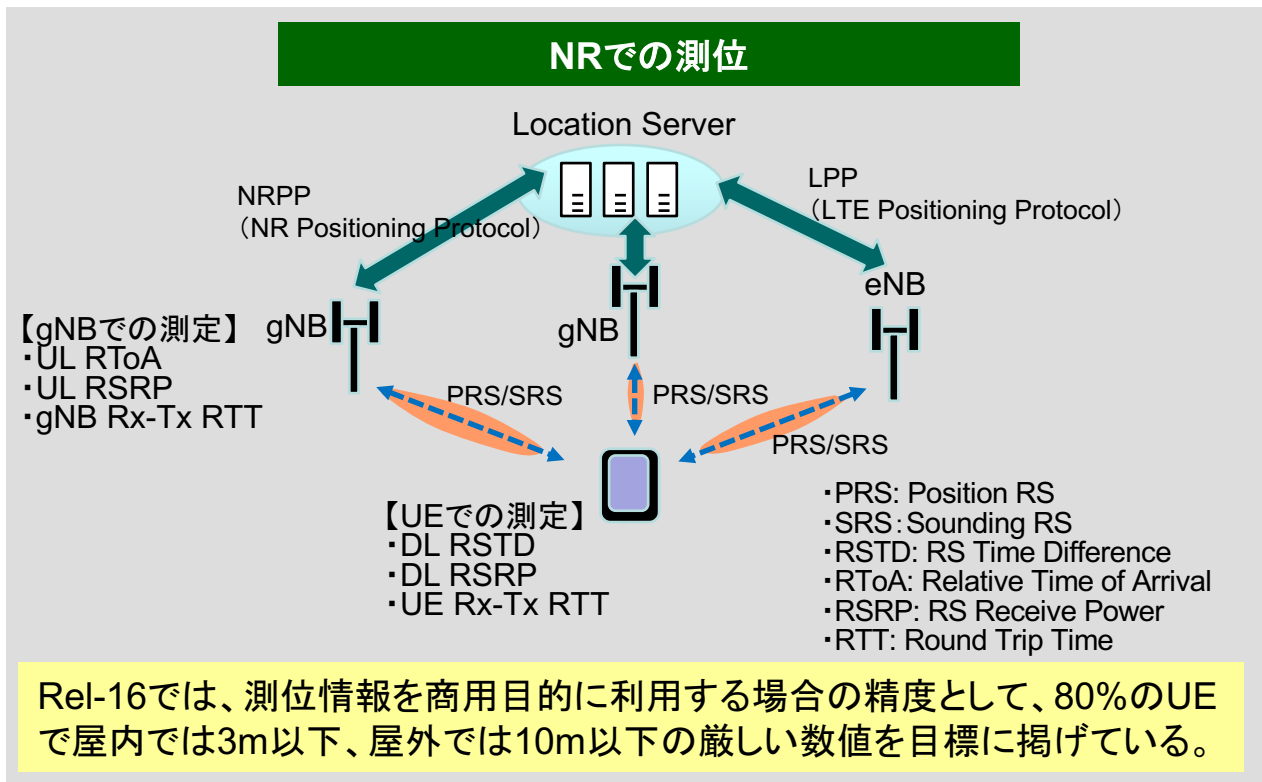 NRでの測位
Location Server
NRPP
（NR Positioning Protocol）
LPP
（LTE Positioning Protocol）
gNB
gNB
eNB
【gNBでの測定】
・UL RToA
・UL RSRP
・gNB Rx-Tx RTT
PRS/SRS
PRS/SRS
PRS/SRS
【UEでの測定】
・DL RSTD
・DL RSRP
・UE Rx-Tx RTT
・PRS: Position RS
・SRS：Sounding RS
・RSTD: RS Time Difference
・RToA: Relative Time of Arrival
・RSRP: RS Receive Power
・RTT: Round Trip Time
Rel-16では、測位情報を商用目的に利用する場合の精度として、80%のUE
で屋内では3m以下、屋外では10m以下の厳しい数値を目標に掲げている。